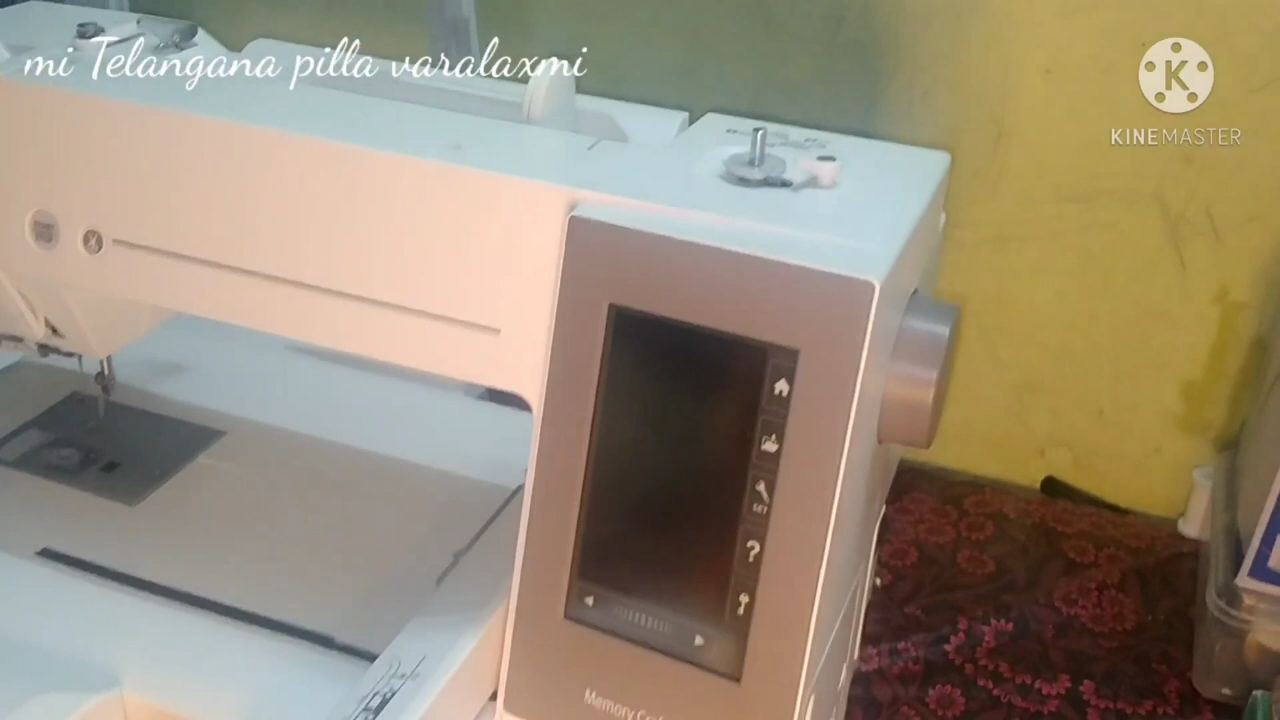 mi Telangana pilla varalaxmi
K
KINEMASTER
SET
?
Memory